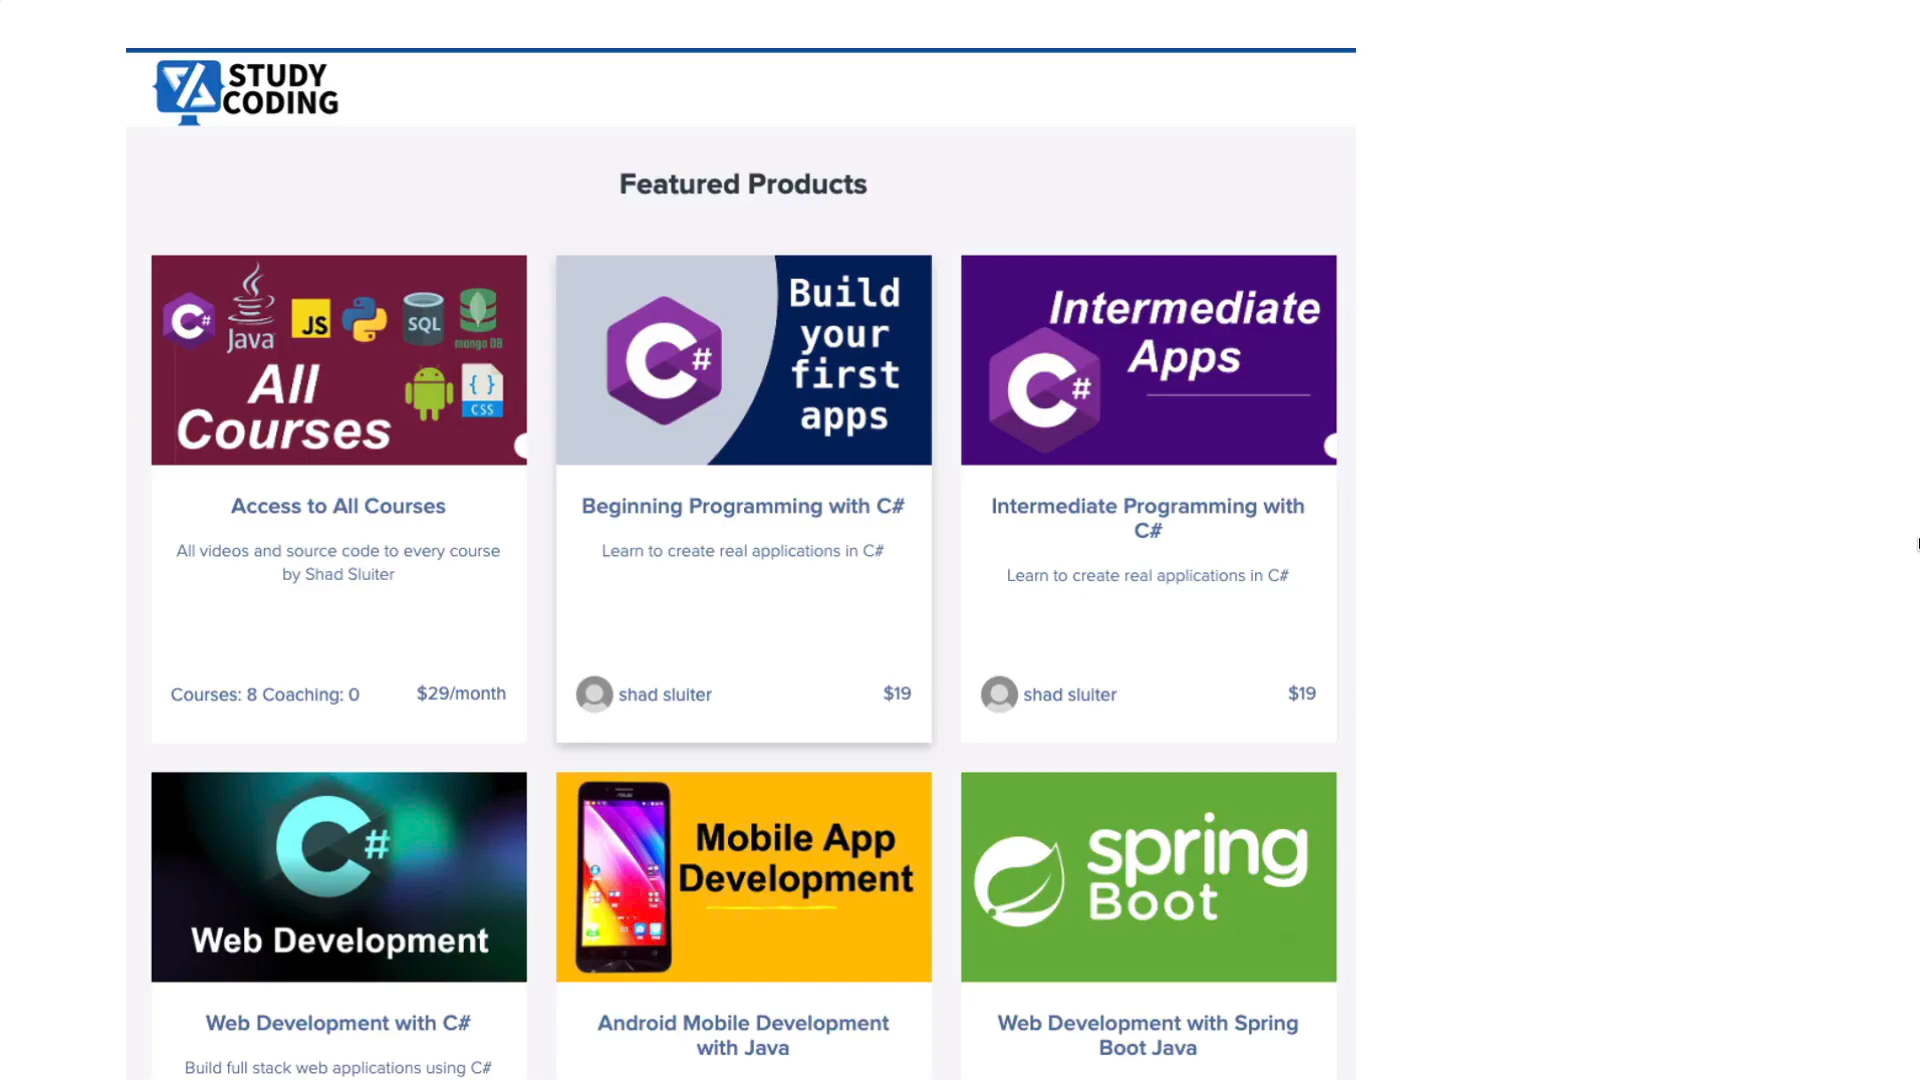 STUDY
CODING
Featured Products
C#
Java
JS
SQL
mongo DB
{ }
CSS
All
Courses
Access to All Courses
All videos and source code to every course
by Shad Sluiter
Courses: 8 Coaching: 0
$29/month
C#
Build
your
first
apps
Beginning Programming with C#
Learn to create real applications in C#
shad sluiter
$19
Intermediate
Apps
C#
Intermediate Programming with
C#
Learn to create real applications in C#
shad sluiter
$19
C#
Web Development
Web Development with C#
Build full stack web applications using C#
Mobile App
Development
Android Mobile Development
with Java
spring
Boot
Web Development with Spring
Boot Java